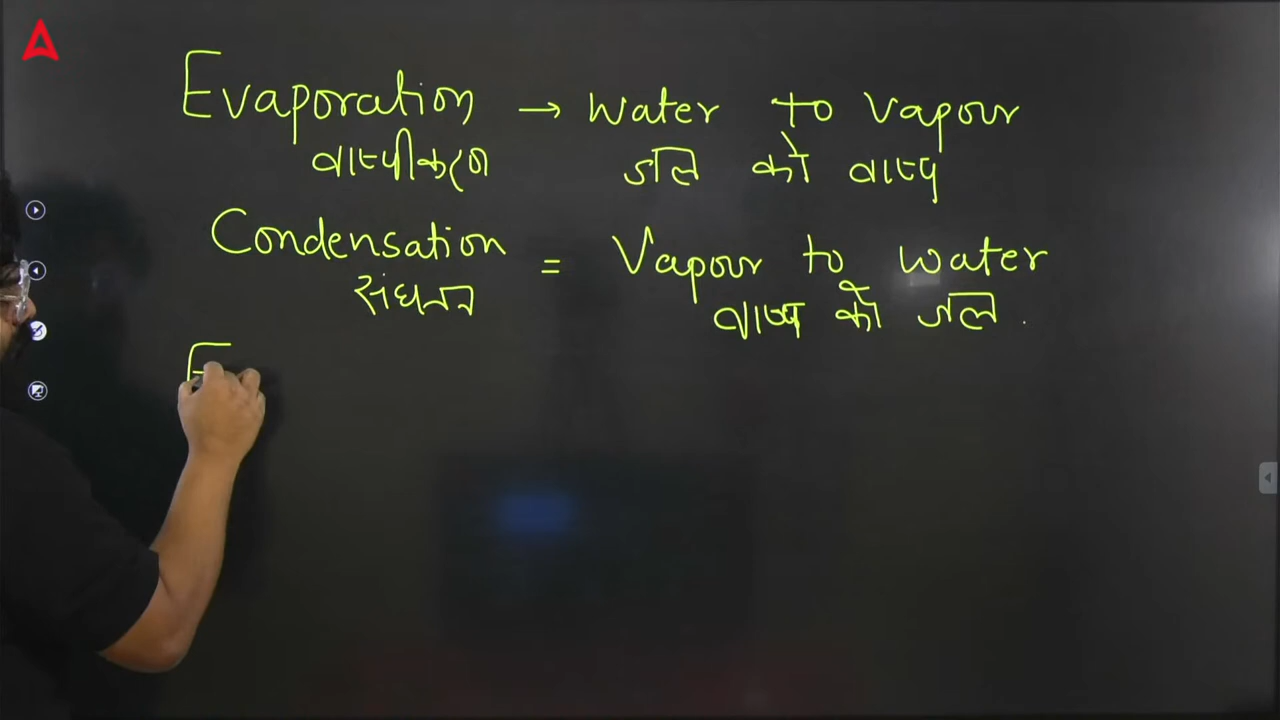 Evaporation → Water to Vapour
वाष्पीकरण जल को वाष्प
Condensation = Vapour to water
संघनन वाष्प को जल.
E